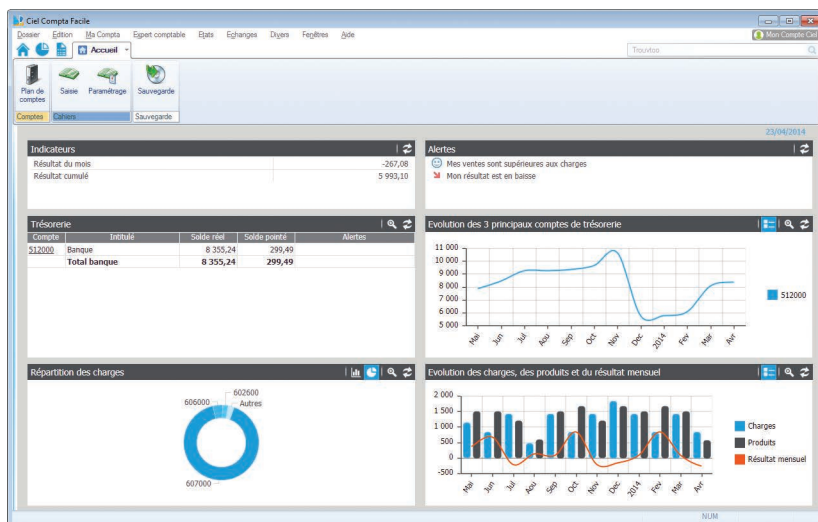 Ciel Compta Facile
Dossier Edition Ma Compta Expert comptable Etats Echanges Divers Fenêtres Aide
Mon Compte Ciel
Accueil
Trouvtoo
Plan de comptes Saisie Paramétrage Sauvegarde
Comptes Cahiers Sauvegarde
23/04/2014
Indicateurs
Résultat du mois -267,08
Résultat cumulé 5 993,10
Alertes
Mes ventes sont supérieures aux charges
Mon résultat est en baisse
Trésorerie
Compte Intitulé Solde réel Solde pointé Alertes
512000 Banque 8 355,24 299,49
Total banque 8 355,24 299,49
Evolution des 3 principaux comptes de trésorerie
11 000
10 000
9 000
8 000
7 000
6 000
5 000
Mai Jun Jul Aou Sep Oct Nov Dec 2014 Fev Mar Avr
512000
Répartition des charges
602600
606000
Autres
607000
Evolution des charges, des produits et du résultat mensuel
2 000
1 500
1 000
500
0
-500
Mai Jun Jul Aou Sep Oct Nov Dec 2014 Fev Mar Avr
Charges
Produits
Résultat mensuel
NUM